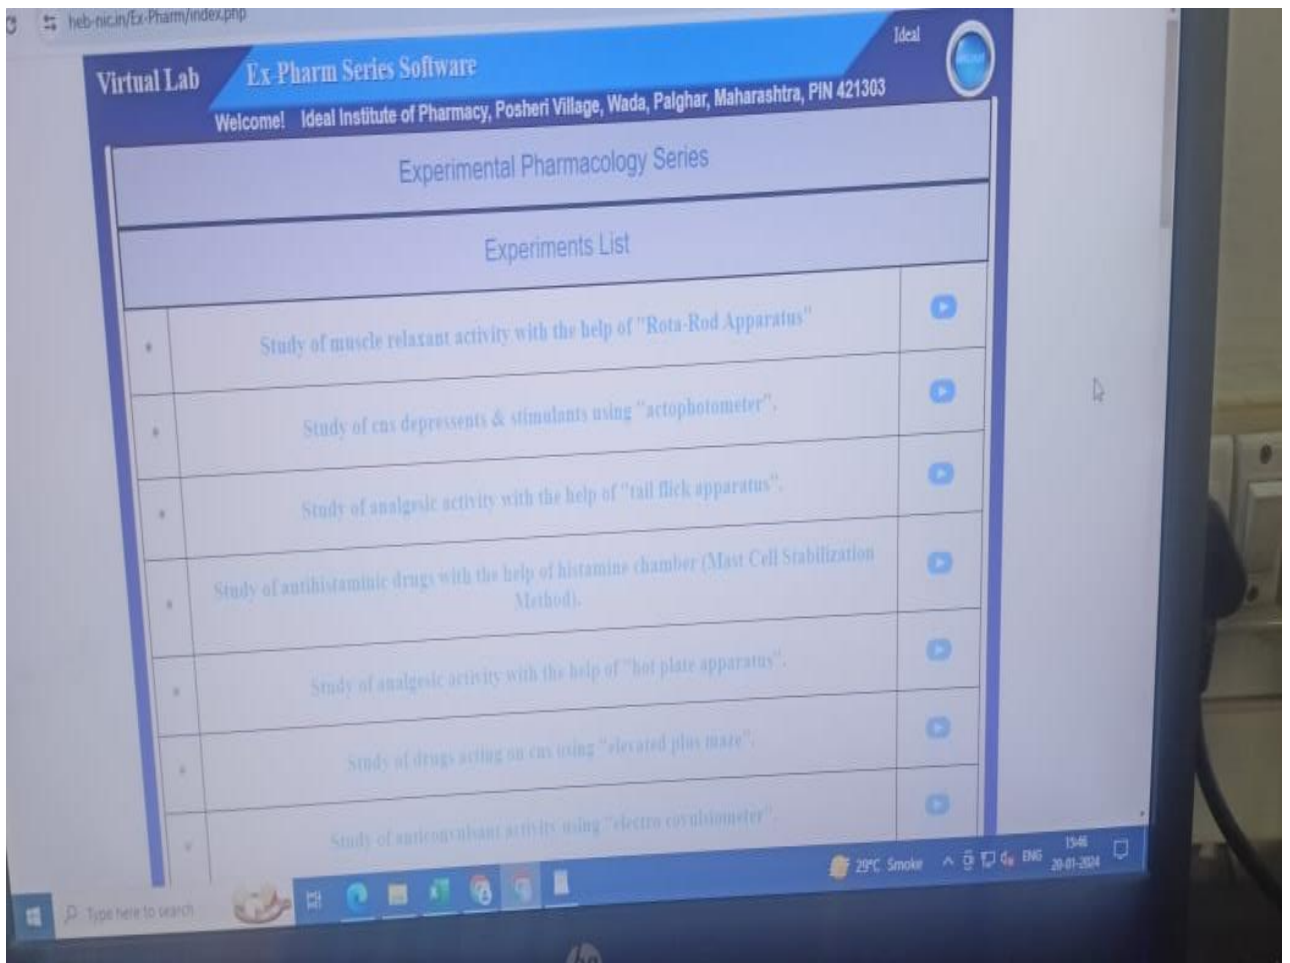 heb-nic.in/Ex-Pharm/index.php
Virtual Lab
Ex-Pharm Series Software
Ideal
Welcome! Ideal Institute of Pharmacy, Posheri Village, Wada, Palghar, Maharashtra, PIN 421303
Experimental Pharmacology Series
Experiments List
Study of muscle relaxant activity with the help of "Rota-Rod Apparatus"
Study of cns depressents & stimulants using "actophotometer".
Study of analgesic activity with the help of "tail flick apparatus".
Study of antihistaminic drugs with the help of histamine chamber (Mast Cell Stabilization
Method).
Study of analgesic activity with the help of "hot plate apparatus".
Study of drugs acting on cns using "elevated plus maze".
Study of anticonvulsant activity using "electro covulsiometer".
Type here to search
29°C Smoke
ENG
15:46
20-01-2024
hp